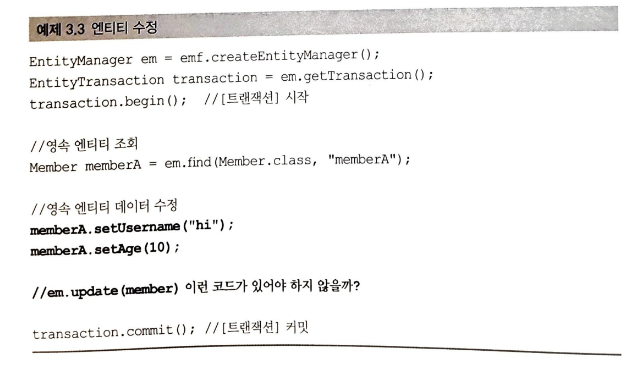 예제 3.3 엔티티 수정
EntityManager em = emf.createEntityManager();
EntityTransaction transaction = em.getTransaction();
transaction.begin(); //[트랜잭션] 시작
//영속 엔티티 조회
Member memberA = em.find(Member.class, "memberA");
//영속 엔티티 데이터 수정
memberA.setUsername("hi");
memberA.setAge(10);
//em.update(member) 이런 코드가 있어야 하지 않을까?
transaction.commit(); //[트랜잭션] 커밋